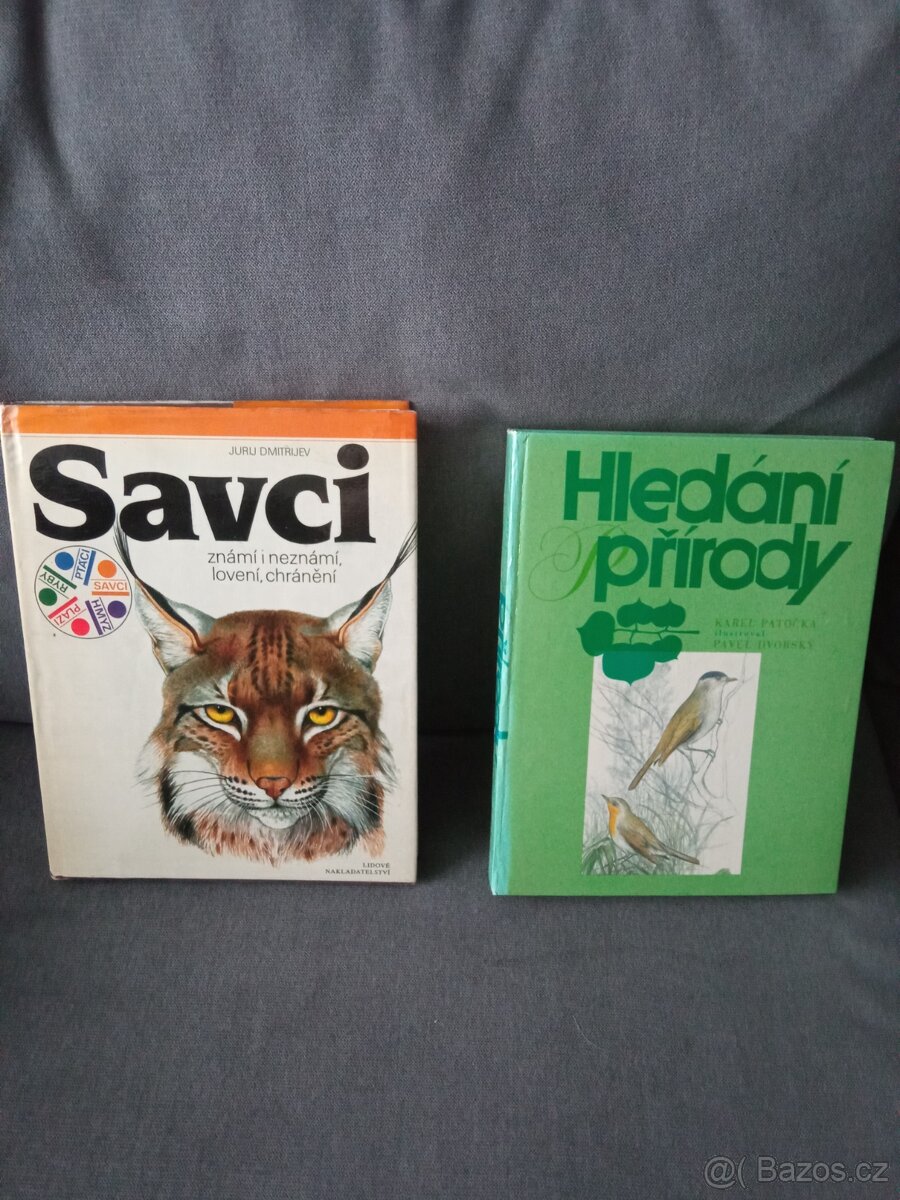 JURIJ DMITRIJEV
Savci
známí i neznámí,
lovení, chránění
PTÁCI
RYBY
SAVCI
PLAZI
HMYZ
LIDOVÉ
NAKLADATELSTVÍ
Hledání
přírody
KAREL PATOČKA
ilustroval
PAVEL DVORSKÝ
@( Bazos.cz